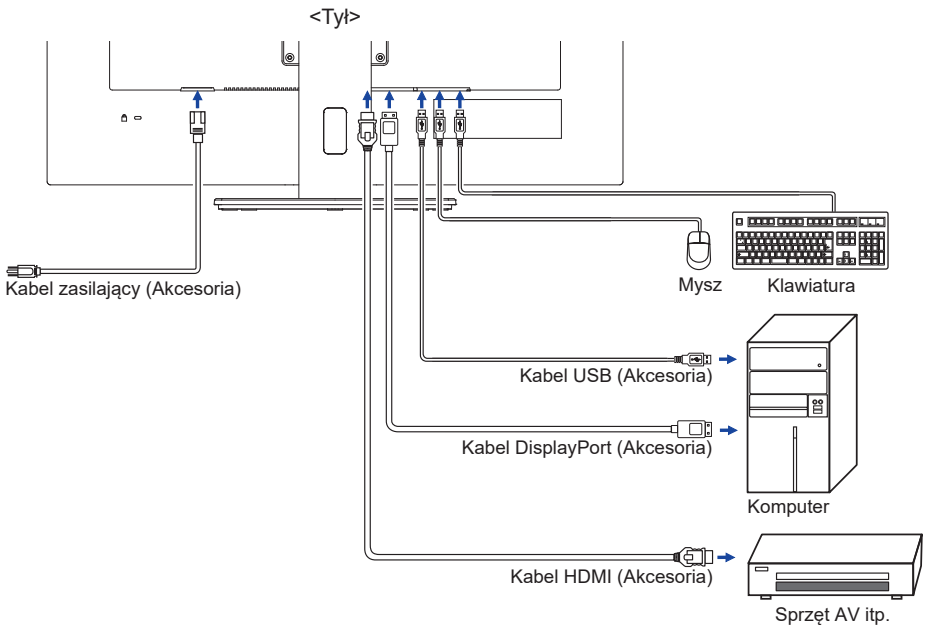 <Tył>
Kabel zasilający (Akcesoria)
Mysz
Klawiatura
Kabel USB (Akcesoria)
Kabel DisplayPort (Akcesoria)
Komputer
Kabel HDMI (Akcesoria)
Sprzęt AV itp.